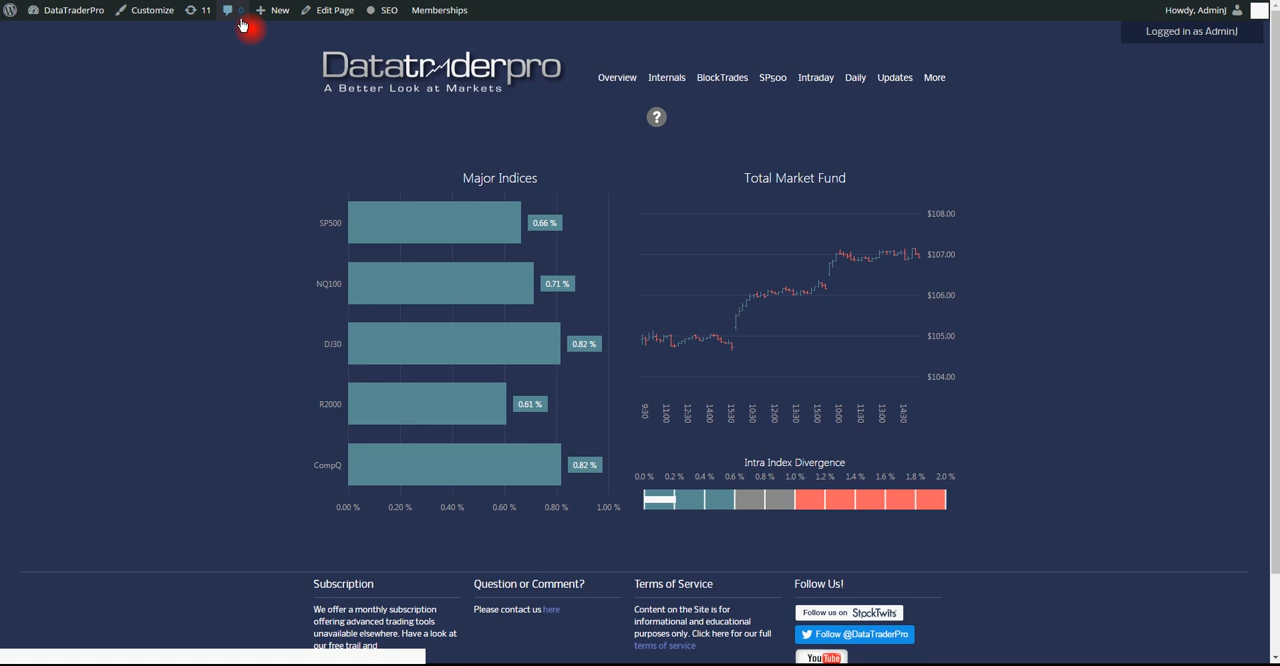 DataTraderPro Customize 11 0 New Edit Page SEO Memberships Howdy, AdminJ
Logged in as AdminJ
Datatraderpro
A Better Look at Markets
Overview Internals BlockTrades SP500 Intraday Daily Updates More
?
Major Indices
SP500 0.66 %
NQ100 0.71 %
DJ30 0.82 %
R2000 0.61 %
CompQ 0.82 %
0.00 % 0.20 % 0.40 % 0.60 % 0.80 % 1.00 %
Total Market Fund
$108.00
$107.00
$106.00
$105.00
$104.00
9:30 11:00 12:30 14:00 15:30 10:30 12:00 13:30 15:00 10:00 11:30 13:00 14:30
Intra Index Divergence
0.0 % 0.2 % 0.4 % 0.6 % 0.8 % 1.0 % 1.2 % 1.4 % 1.6 % 1.8 % 2.0 %
Subscription
We offer a monthly subscription
offering advanced trading tools
unavailable elsewhere. Have a look at
our free trail and
Question or Comment?
Please contact us here
Terms of Service
Content on the Site is for
informational and educational
purposes only. Click here for our full
terms of service
Follow Us!
Follow us on StockTwits
Follow @DataTraderPro
YouTube